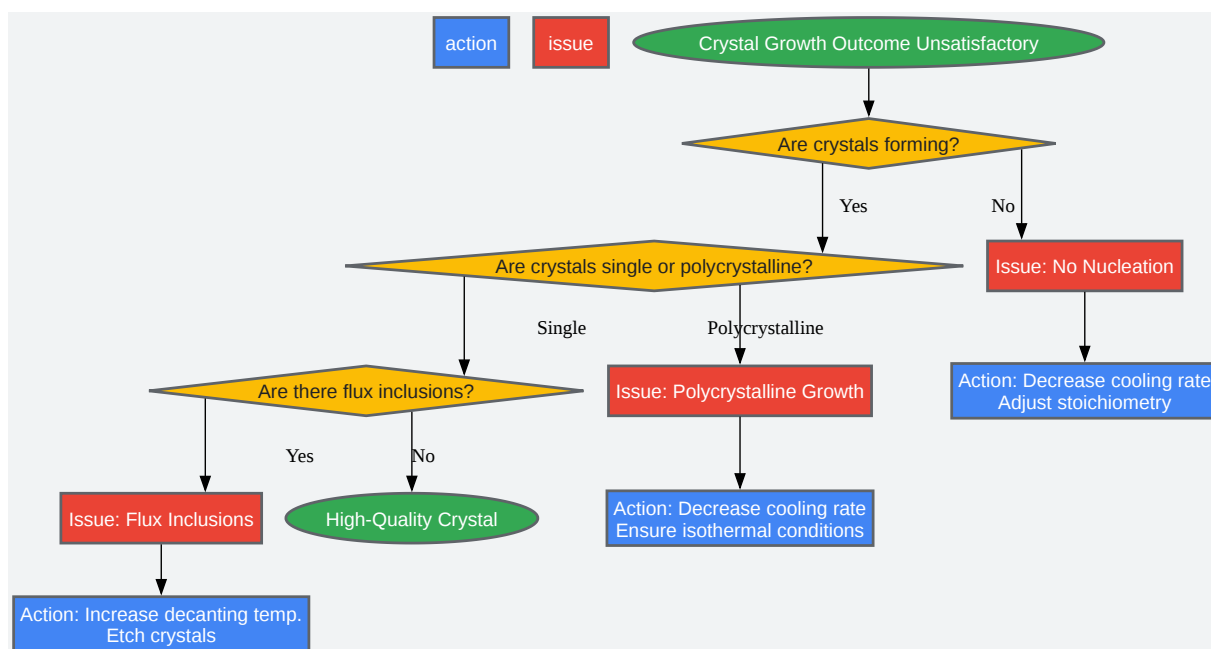 action
issue
Crystal Growth Outcome Unsatisfactory
Are crystals forming?
Yes
No
Are crystals single or polycrystalline?
Issue: No Nucleation
Single
Polycrystalline
Action: Decrease cooling rate
Adjust stoichiometry
Are there flux inclusions?
Issue: Polycrystalline Growth
Yes
No
Issue: Flux Inclusions
High-Quality Crystal
Action: Decrease cooling rate
Ensure isothermal conditions
Action: Increase decanting temp.
Etch crystals